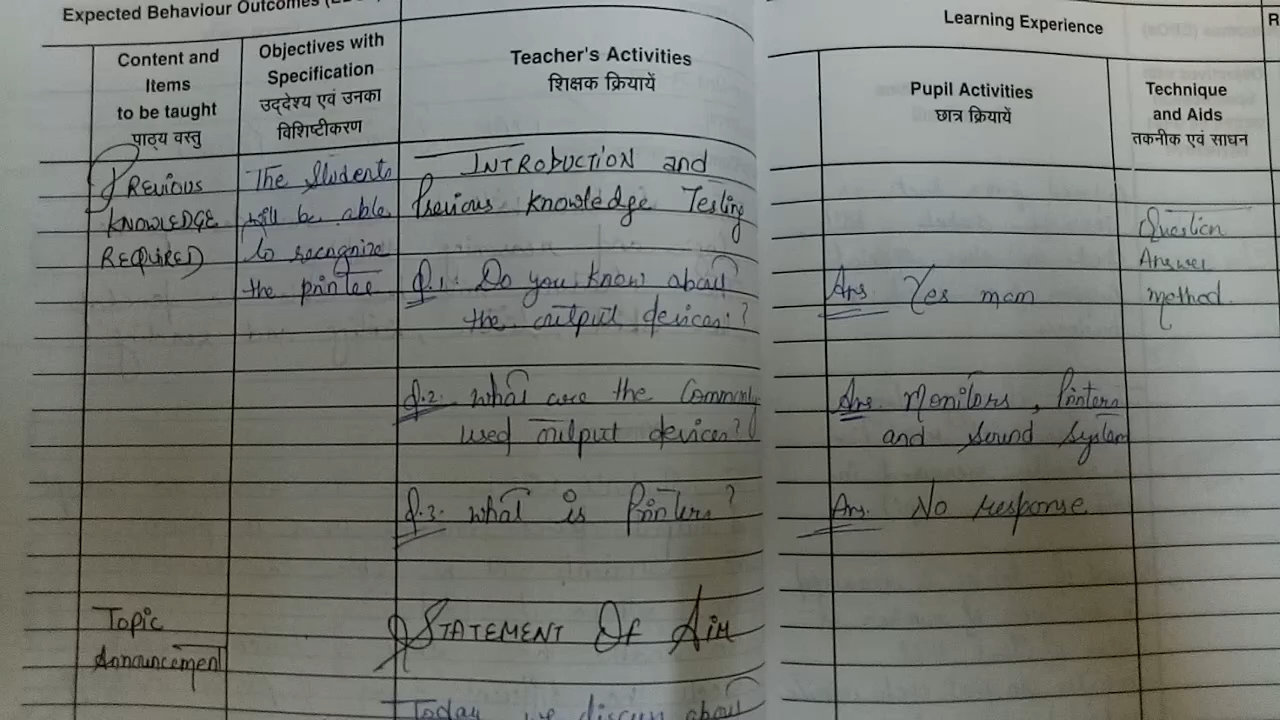 Expected Behaviour Outcomes
Learning Experience
R
Content and
Items
to be taught
पाठ्य वस्तु
Objectives with
Specification
उद्देश्य एवं उनका
विशिष्टीकरण
Teacher's Activities
शिक्षक क्रियायें
Pupil Activities
छात्र क्रियायें
Technique
and Aids
तकनीक एवं साधन
PREVIOUS
KNOWLEDGE
REQUIRED
The Students
will be able
to recognize
the printer
INTRODUCTION and
Previous Knowledge Testing
Q.1. Do you know about
the output devices?
Ans Yes mam
Question
Answer
method.
Q.2. What are the Commonly
used output devices?
Ans. Monitors, Printers
and Sound System
Q.3. What is Printers?
Ans. No response
Topic
Announcement
STATEMENT OF AIM
Today we discuss about